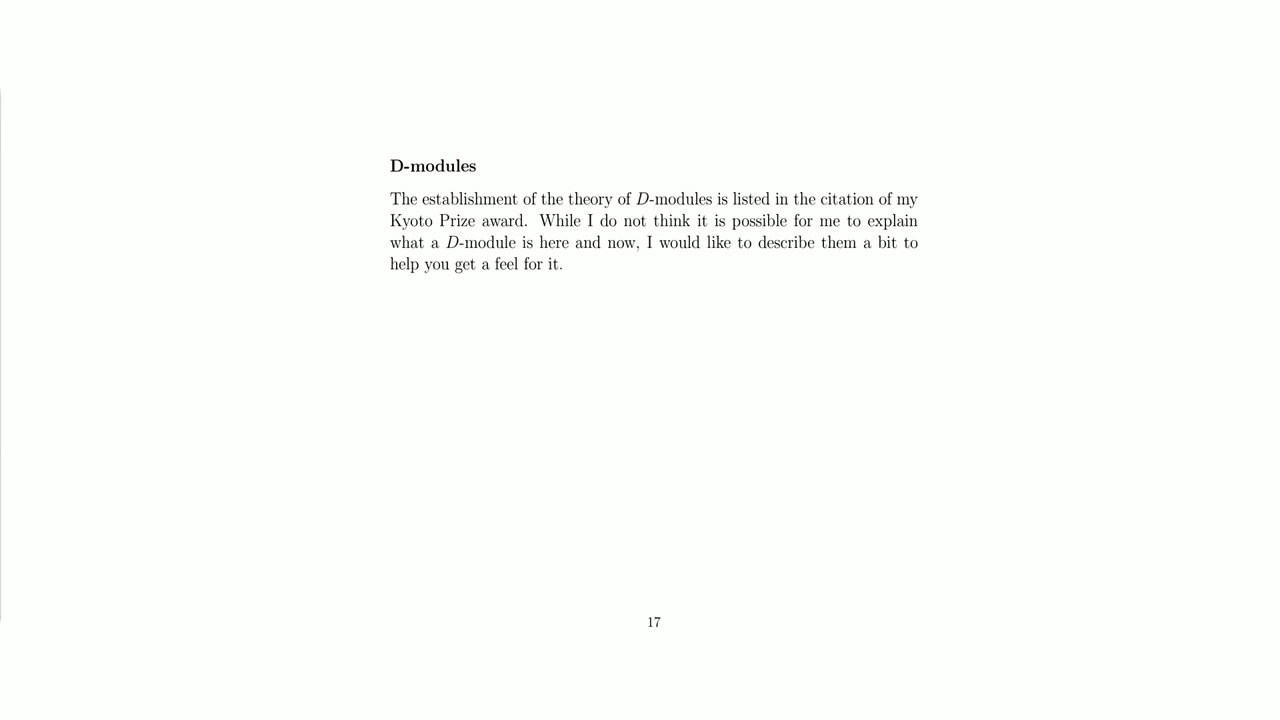 D-modules
The establishment of the theory of D-modules is listed in the citation of my
Kyoto Prize award. While I do not think it is possible for me to explain
what a D-module is here and now, I would like to describe them a bit to
help you get a feel for it.
17